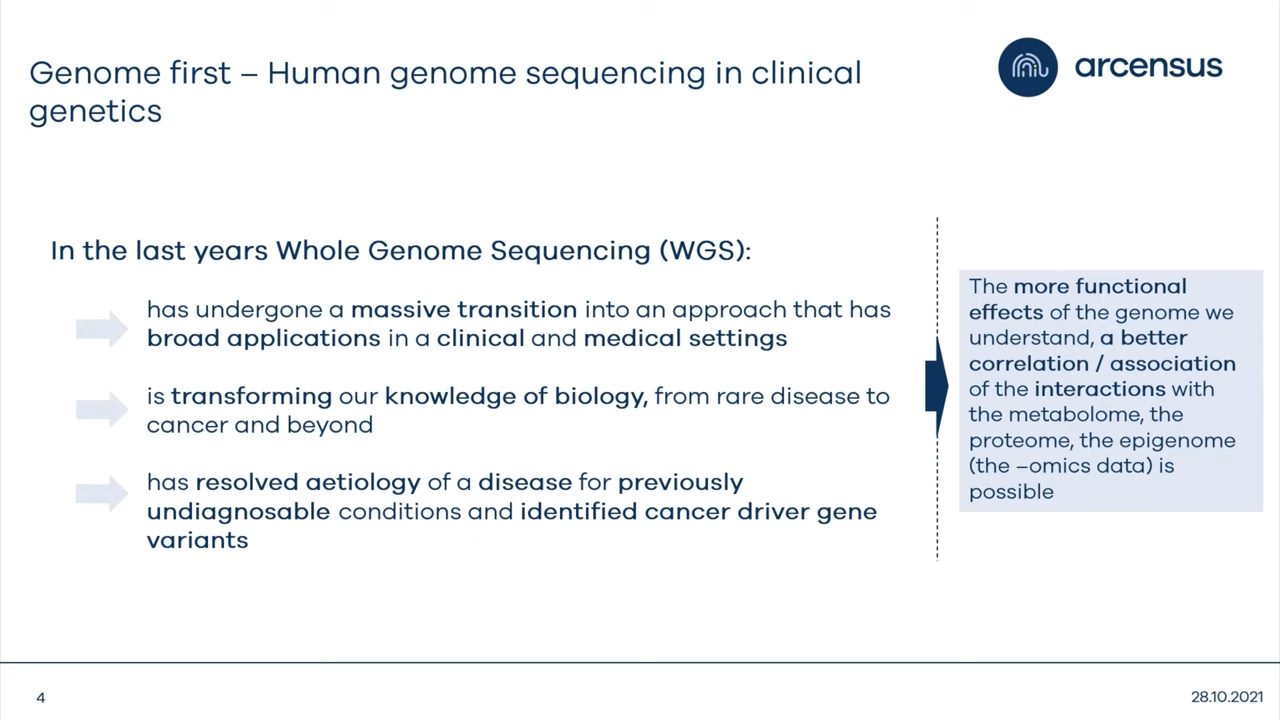 Genome first – Human genome sequencing in clinical
genetics
arcensus
In the last years Whole Genome Sequencing (WGS):
has undergone a massive transition into an approach that has
broad applications in a clinical and medical settings
is transforming our knowledge of biology, from rare disease to
cancer and beyond
has resolved aetiology of a disease for previously
undiagnosable conditions and identified cancer driver gene
variants
The more functional
effects of the genome we
understand, a better
correlation / association
of the interactions with
the metabolome, the
proteome, the epigenome
(the –omics data) is
possible
4
28.10.2021